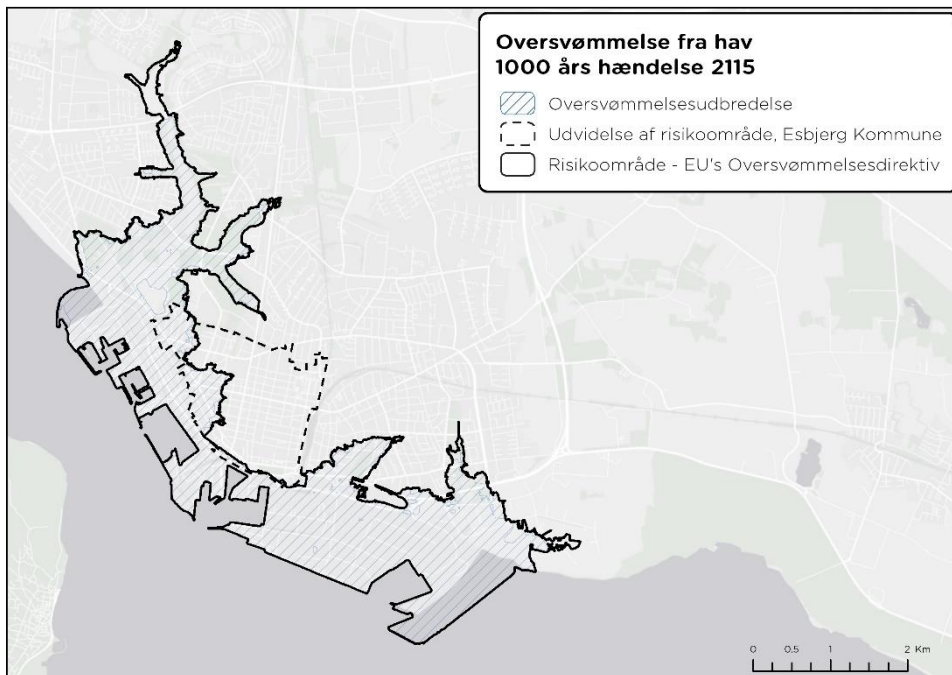 Oversvømmelse fra hav
1000 års hændelse 2115
Oversvømmelsesudbredelse
Udvidelse af risikoområde, Esbjerg Kommune
Risikoområde - EU's Oversvømmelsesdirektiv
0 0.5 1 2 Km